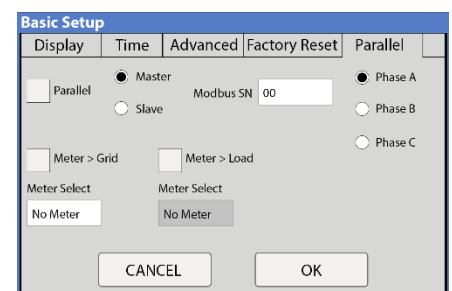 Basic Setup
Display Time Advanced Factory Reset Parallel
Parallel
Master
Slave
Modbus SN 00
Phase A
Phase B
Phase C
Meter > Grid
Meter > Load
Meter Select
Meter Select
No Meter
No Meter
CANCEL
OK